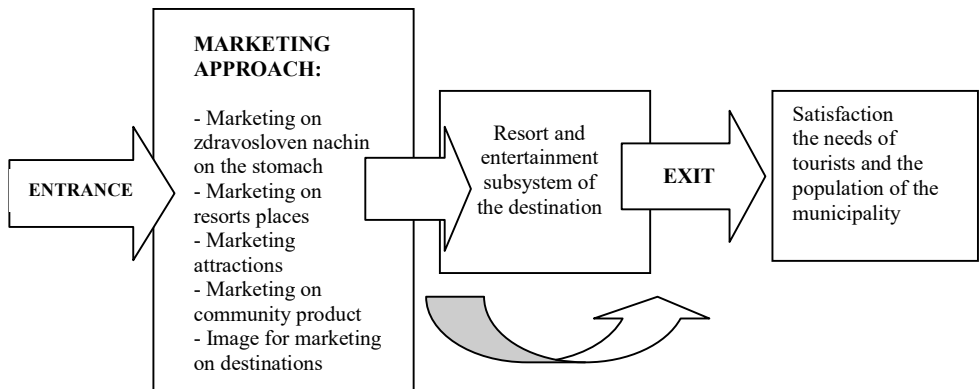 ENTRANCE
MARKETING
APPROACH:
- Marketing on
zdravosloven nachin
on the stomach
- Marketing on
resorts places
- Marketing
attractions
- Marketing on
community product
- Image for marketing
on destinations
Resort and
entertainment
subsystem of
the destination
EXIT
Satisfaction
the needs of
tourists and the
population of the
municipality